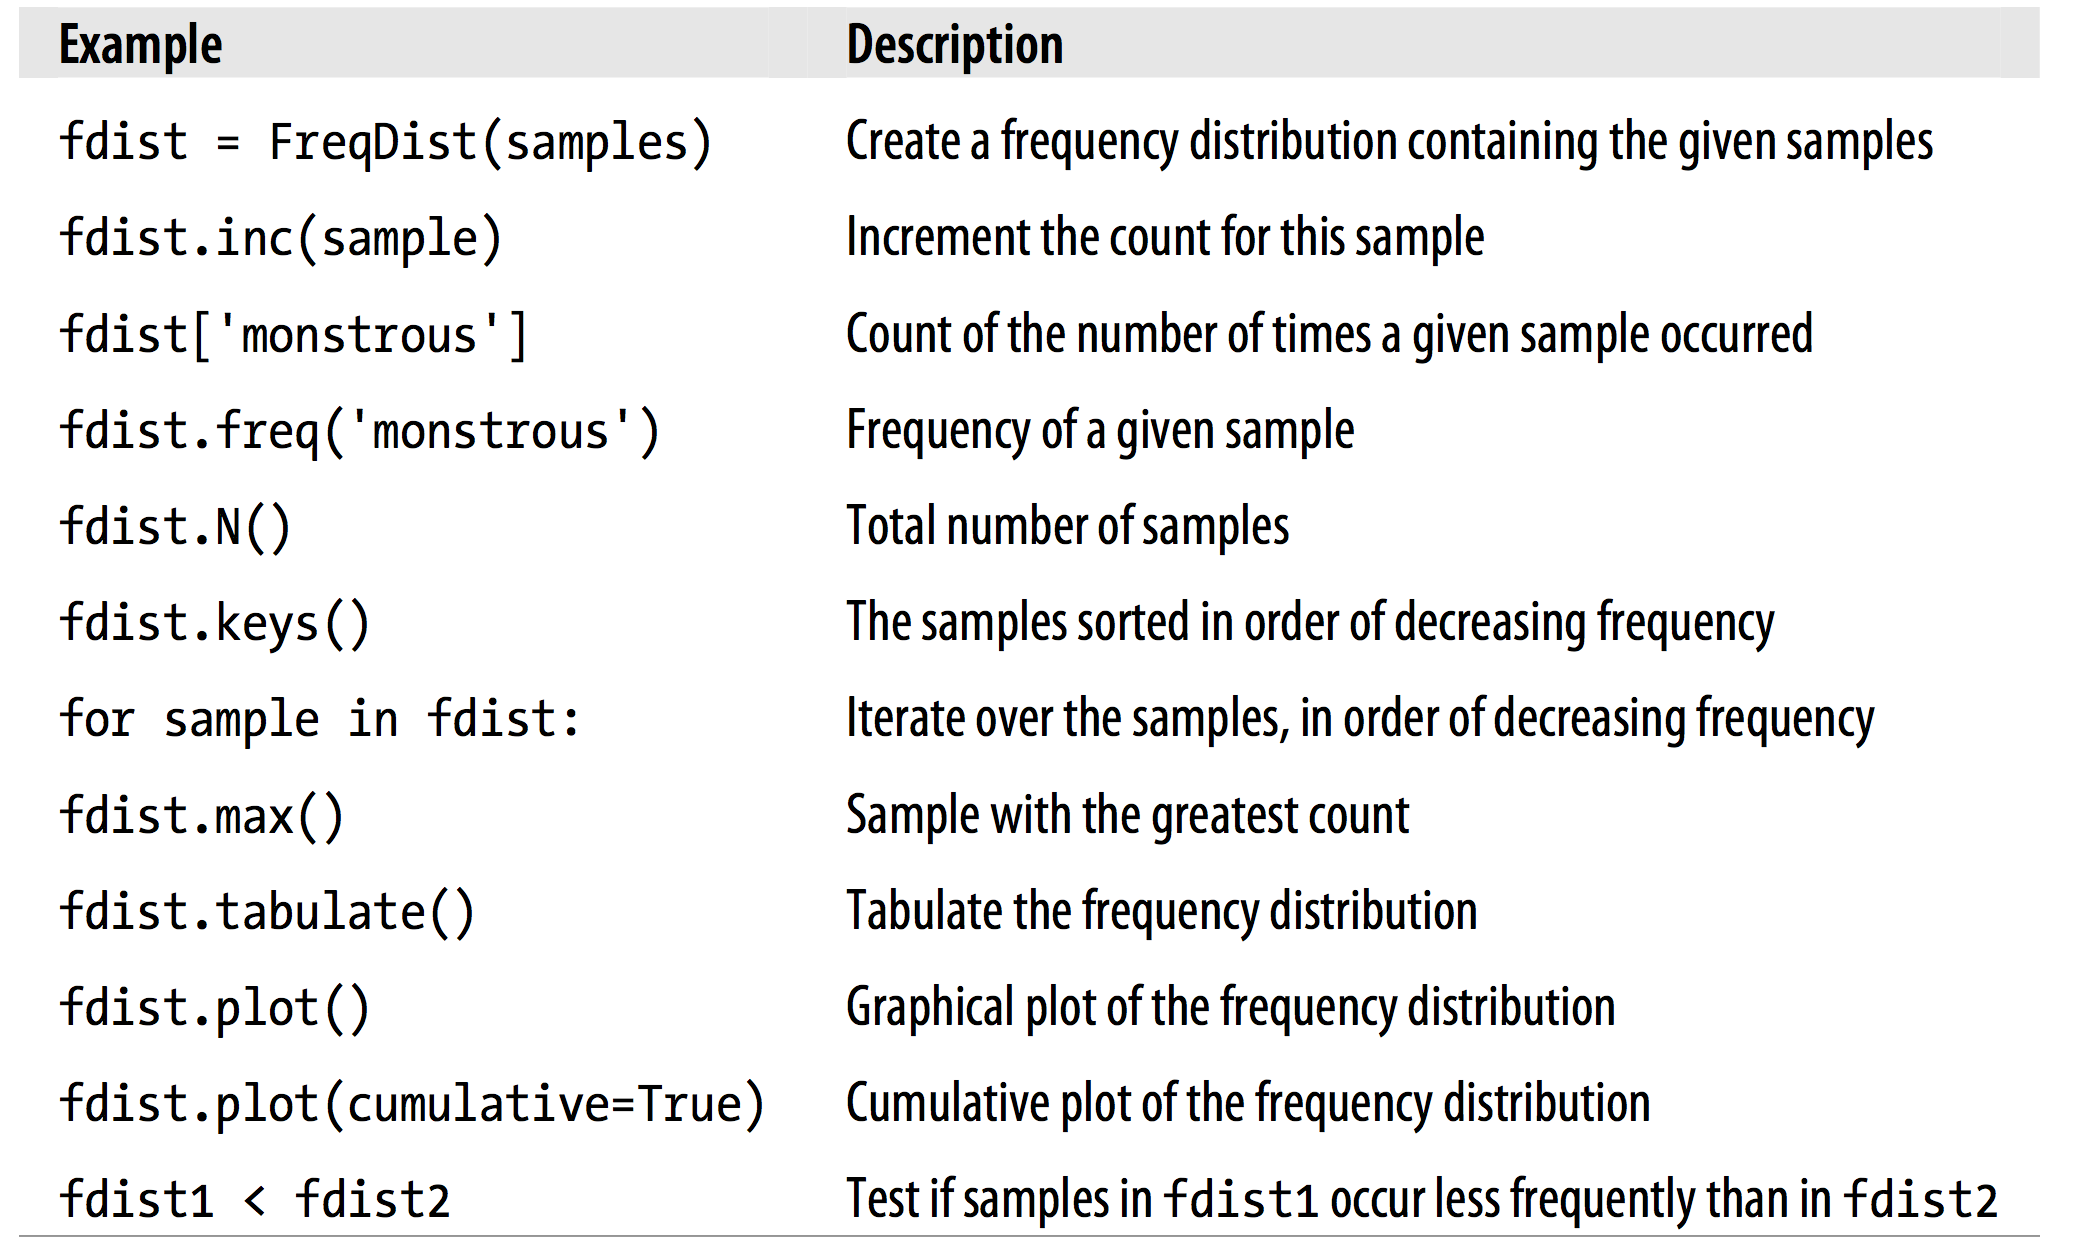 Example Description
fdist = FreqDist(samples) Create a frequency distribution containing the given samples
fdist.inc(sample) Increment the count for this sample
fdist['monstrous'] Count of the number of times a given sample occurred
fdist.freq('monstrous') Frequency of a given sample
fdist.N() Total number of samples
fdist.keys() The samples sorted in order of decreasing frequency
for sample in fdist: Iterate over the samples, in order of decreasing frequency
fdist.max() Sample with the greatest count
fdist.tabulate() Tabulate the frequency distribution
fdist.plot() Graphical plot of the frequency distribution
fdist.plot(cumulative=True) Cumulative plot of the frequency distribution
fdist1 < fdist2 Test if samples in fdist1 occur less frequently than in fdist2